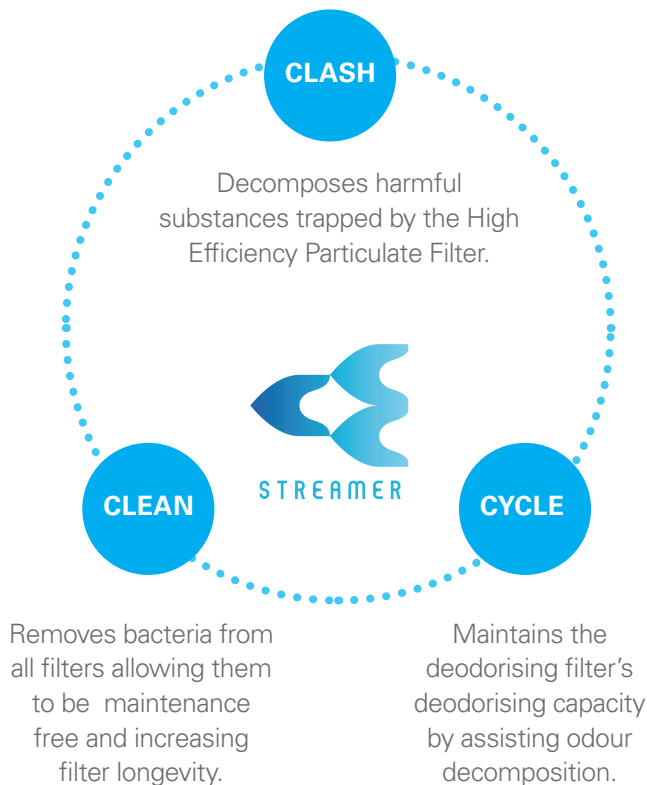 CLASH
Decomposes harmful
substances trapped by the High
Efficiency Particulate Filter.
STREAMER
CLEAN
CYCLE
Removes bacteria from
all filters allowing them
to be maintenance
free and increasing
filter longevity.
Maintains the
deodorising filter's
deodorising capacity
by assisting odour
decomposition.